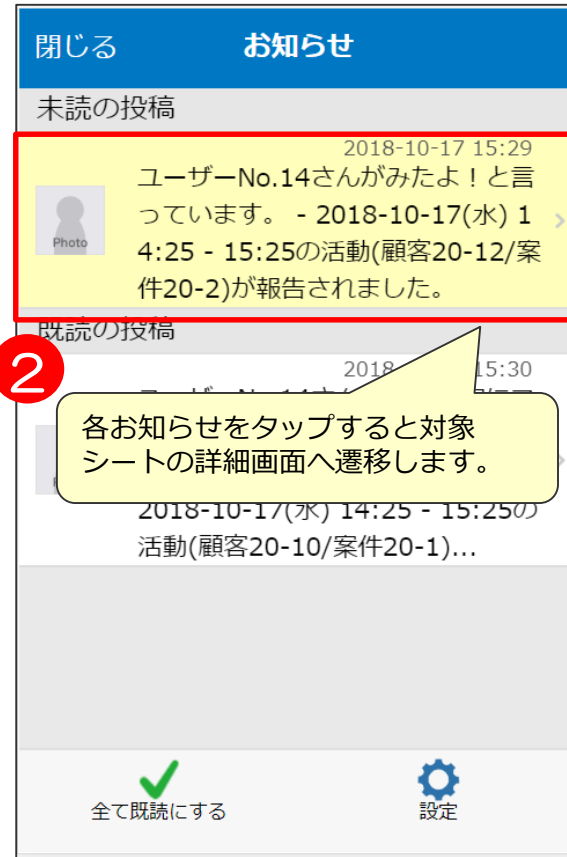 閉じる お知らせ
未読の投稿
2018-10-17 15:29
ユーザーNo.14さんがみたよ！と言
っています。 - 2018-10-17(水) 1
4:25 - 15:25の活動(顧客20-12/案
件20-2)が報告されました。
Photo
既読の投稿
2
2018 15:30
各お知らせをタップすると対象
シートの詳細画面へ遷移します。
2018-10-17(水) 14:25 - 15:25の
活動(顧客20-10/案件20-1)...
全て既読にする 設定